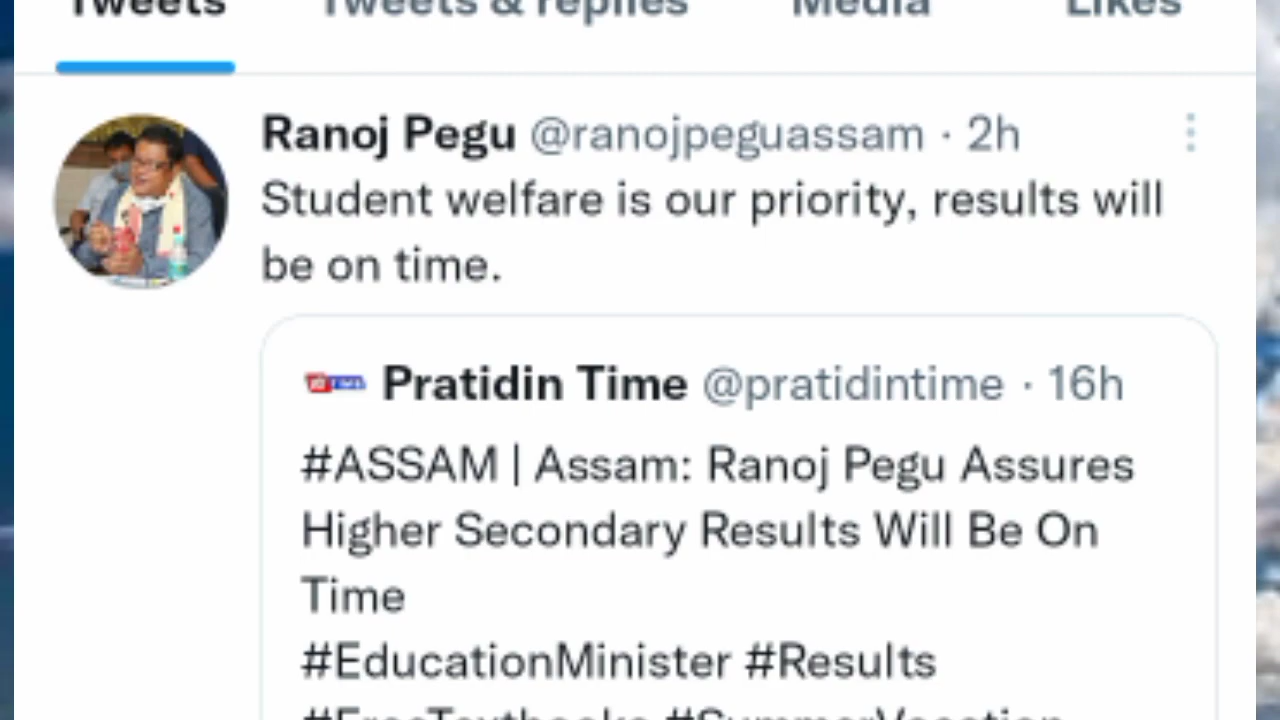 Tweets Tweets & replies Media Likes
Ranoj Pegu @ranojpeguassam · 2h
Student welfare is our priority, results will
be on time.
Pratidin Time @pratidintime · 16h
#ASSAM | Assam: Ranoj Pegu Assures
Higher Secondary Results Will Be On
Time
#EducationMinister #Results
#FreeTextbooks #SummerVacation